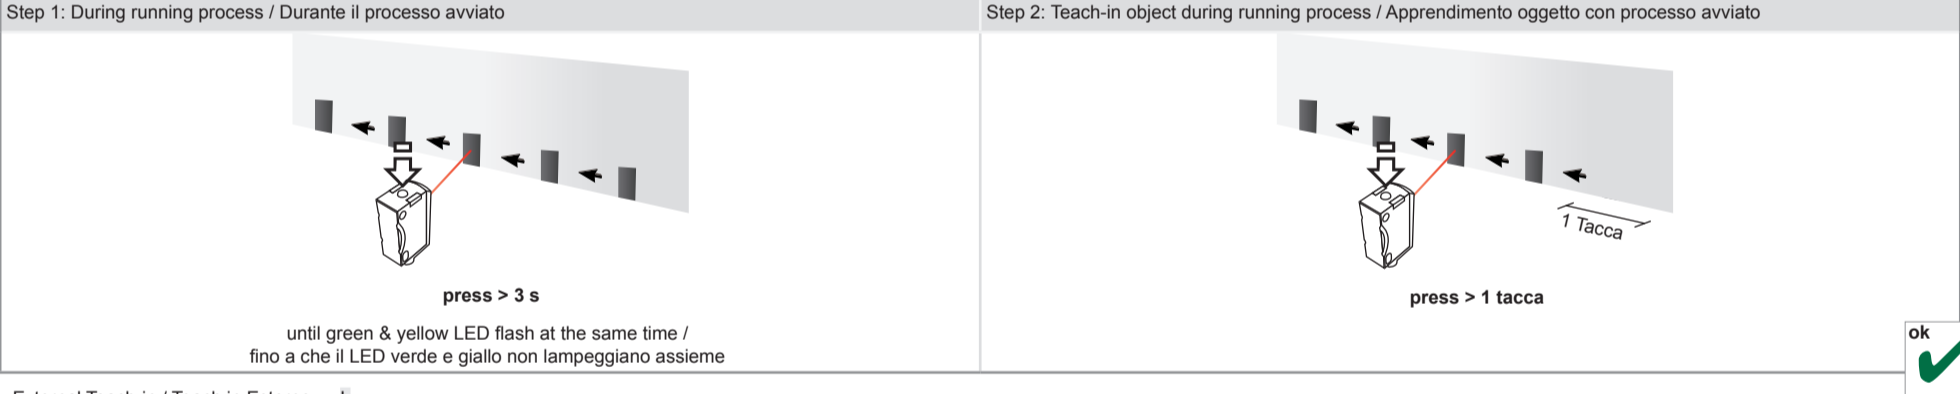 Step 1: During running process / Durante il processo avviato
Step 2: Teach-in object during running process / Apprendimento oggetto con processo avviato
1 Tacca
press > 3 s
press > 1 tacca
until green & yellow LED flash at the same time /
fino a che il LED verde e giallo non lampeggiano assieme
ok